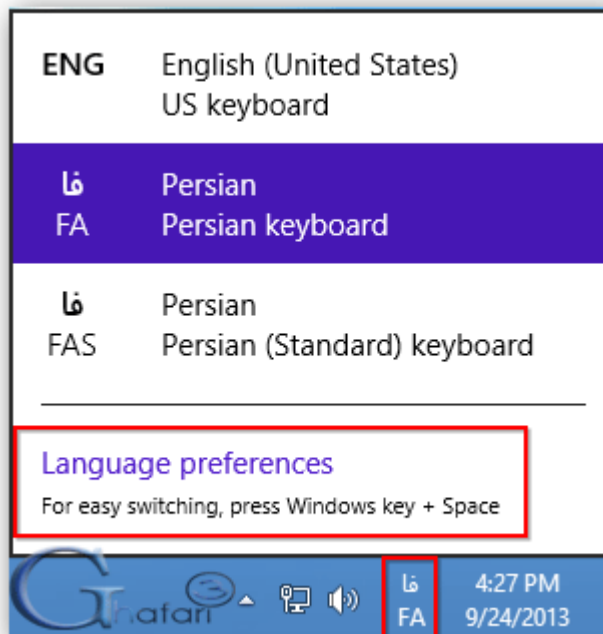 ENG English (United States)
US keyboard
فا Persian
FA Persian keyboard
فا Persian
FAS Persian (Standard) keyboard
Language preferences
For easy switching, press Windows key + Space
Ghafari
فا 4:27 PM
FA 9/24/2013